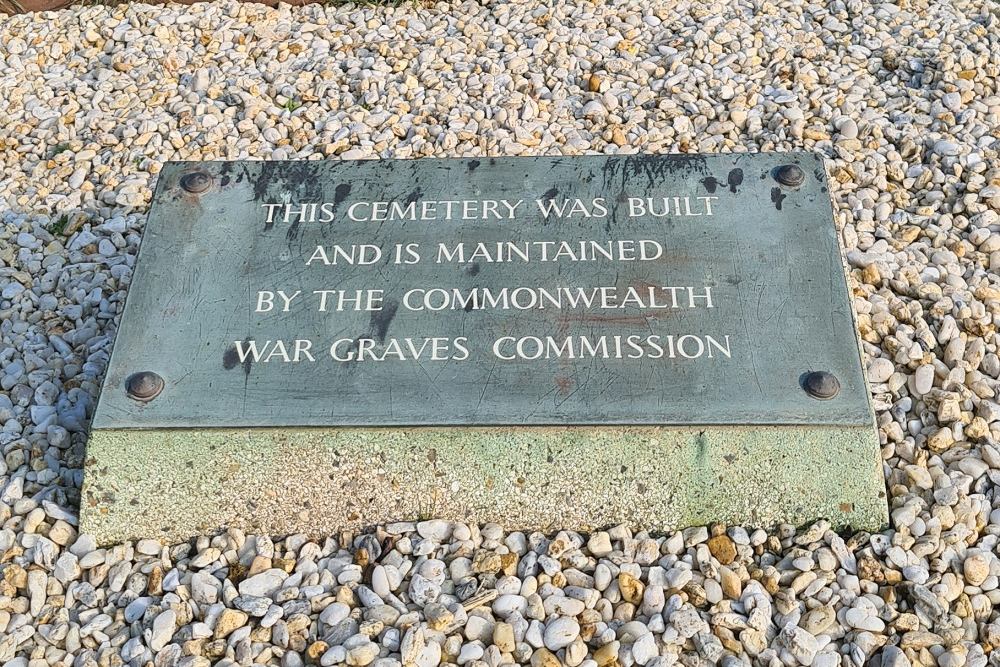 THIS CEMETERY WAS BUILT
AND IS MAINTAINED
BY THE COMMONWEALTH
WAR GRAVES COMMISSION